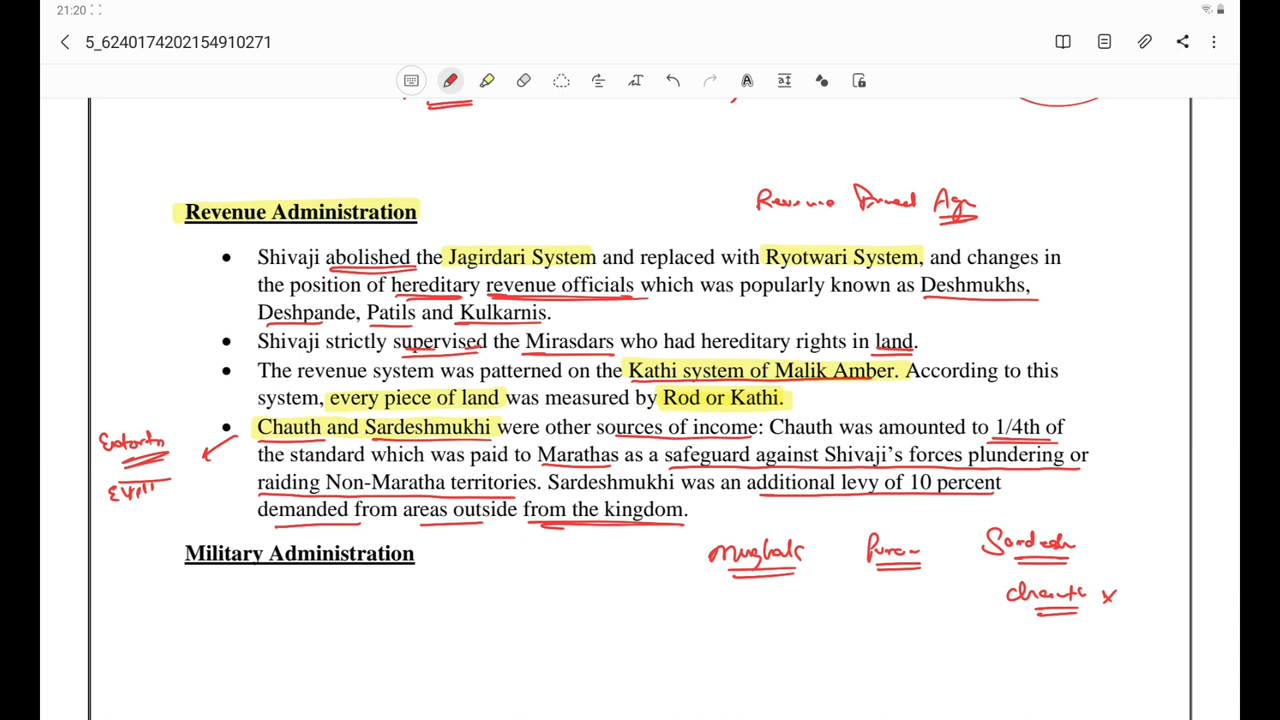 21:20
5_6240174202154910271
Revenue Administration
Revenue
• Shivaji abolished the Jagirdari System and replaced with Ryotwari System, and changes in
the position of hereditary revenue officials which was popularly known as Deshmukhs,
Deshpande, Patils and Kulkarnis.
• Shivaji strictly supervised the Mirasdars who had hereditary rights in land.
• The revenue system was patterned on the Kathi system of Malik Amber. According to this
system, every piece of land was measured by Rod or Kathi.
• Chauth and Sardeshmukhi were other sources of income: Chauth was amounted to 1/4th of
the standard which was paid to Marathas as a safeguard against Shivaji’s forces plundering or
raiding Non-Maratha territories. Sardeshmukhi was an additional levy of 10 percent
demanded from areas outside from the kingdom.
Military Administration
Mughals